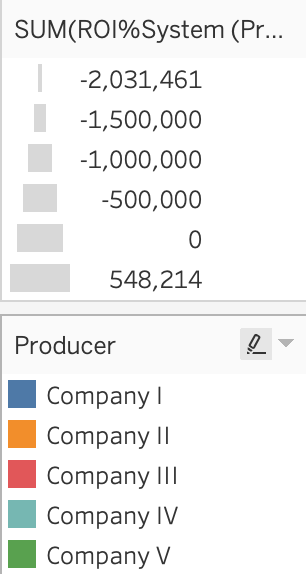 SUM(ROI%System (Pr...
-2,031,461
-1,500,000
-1,000,000
-500,000
0
548,214
Producer
Company I
Company II
Company III
Company IV
Company V